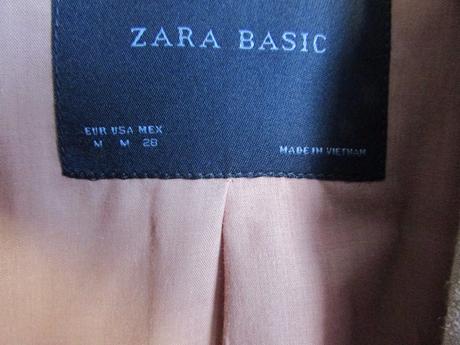 ZARA BASIC
EUR USA MEX
M M 28
MADE IN VIETNAM